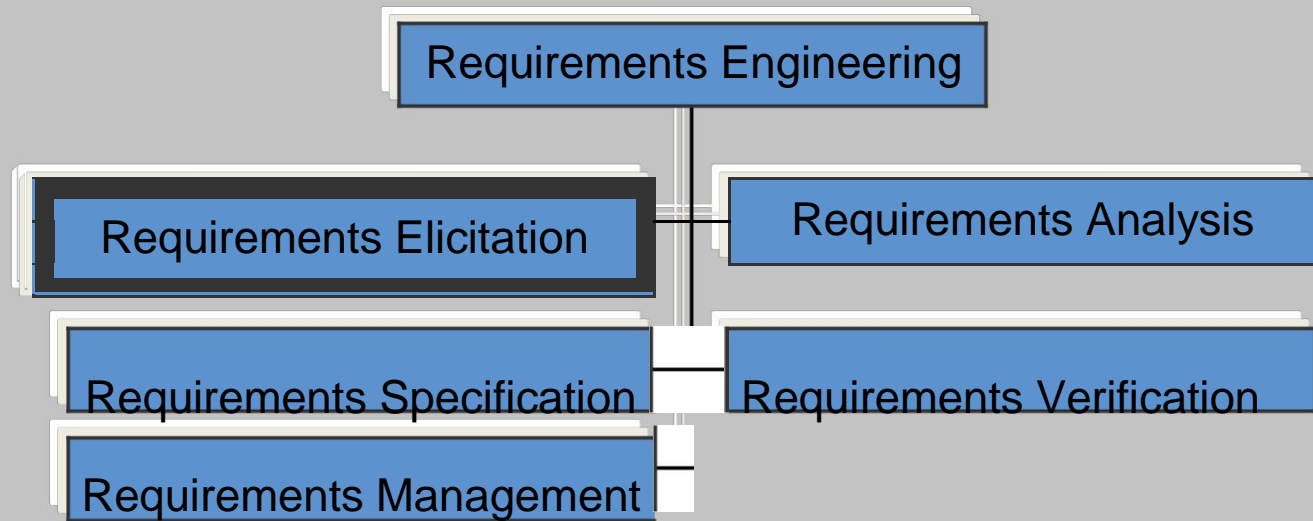 Requirements Engineering
Requirements Elicitation
Requirements Analysis
Requirements Specification
Requirements Verification
Requirements Management